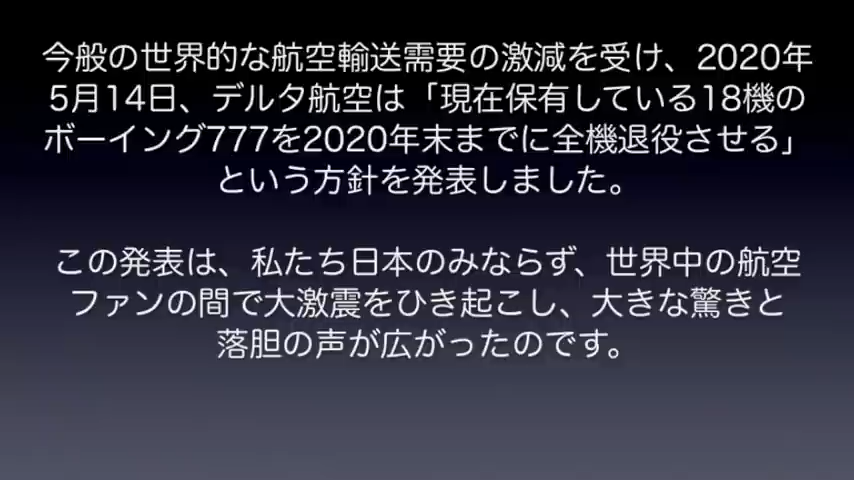 今般の世界的な航空輸送需要の激減を受け、2020年
5月14日、デルタ航空は「現在保有している18機の
ボーイング777を2020年末までに全機退役させる」
という方針を発表しました。
この発表は、私たち日本のみならず、世界中の航空
ファンの間で大激震をひき起こし、大きな驚きと
落胆の声が広がったのです。